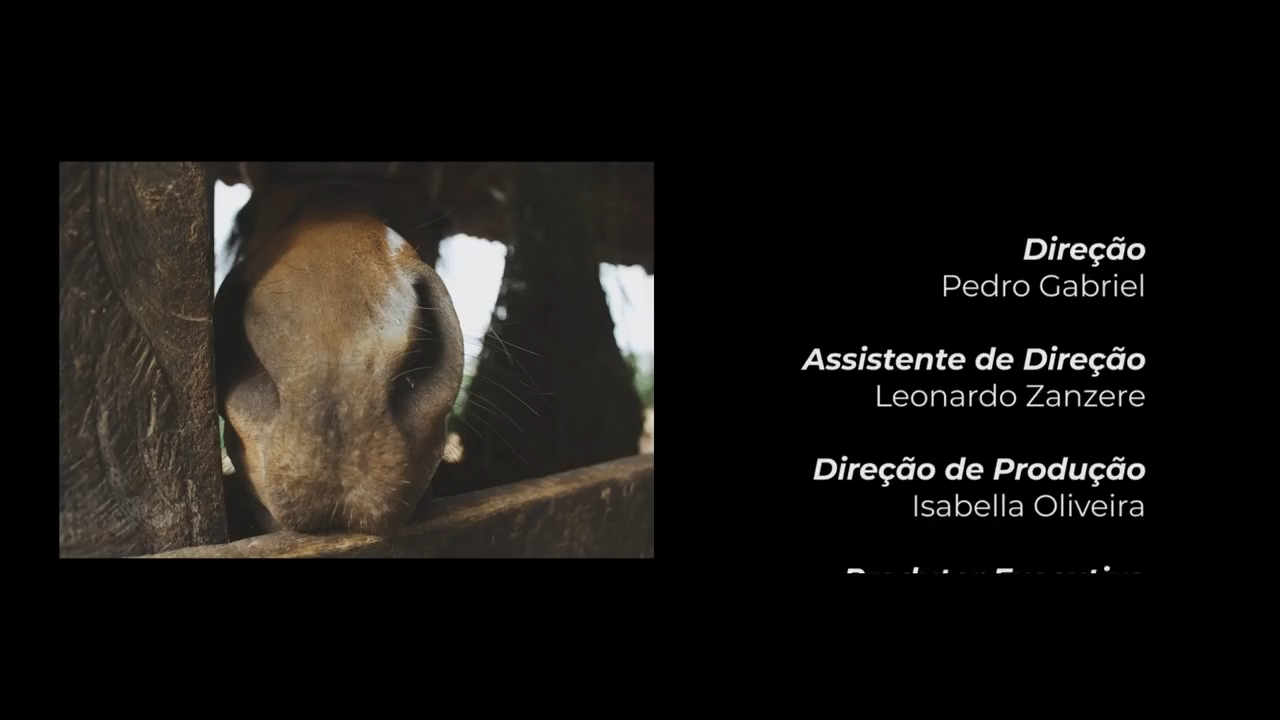 Direção
Pedro Gabriel
Assistente de Direção
Leonardo Zanzere
Direção de Produção
Isabella Oliveira